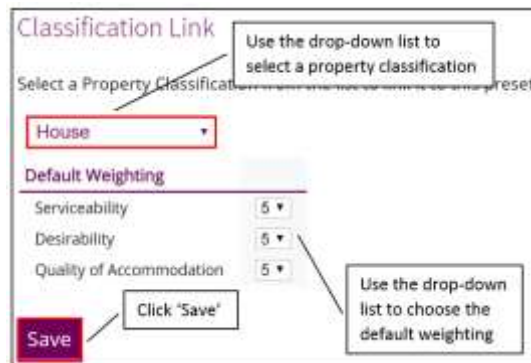 Classification Link
Use the drop-down list to
select a property classification
Select a Property Classification from the list to link it to this preset
House
Default Weighting
Serviceability 5
Desirability 5
Quality of Accommodation 5
Use the drop-down
list to choose the
default weighting
Click 'Save'
Save